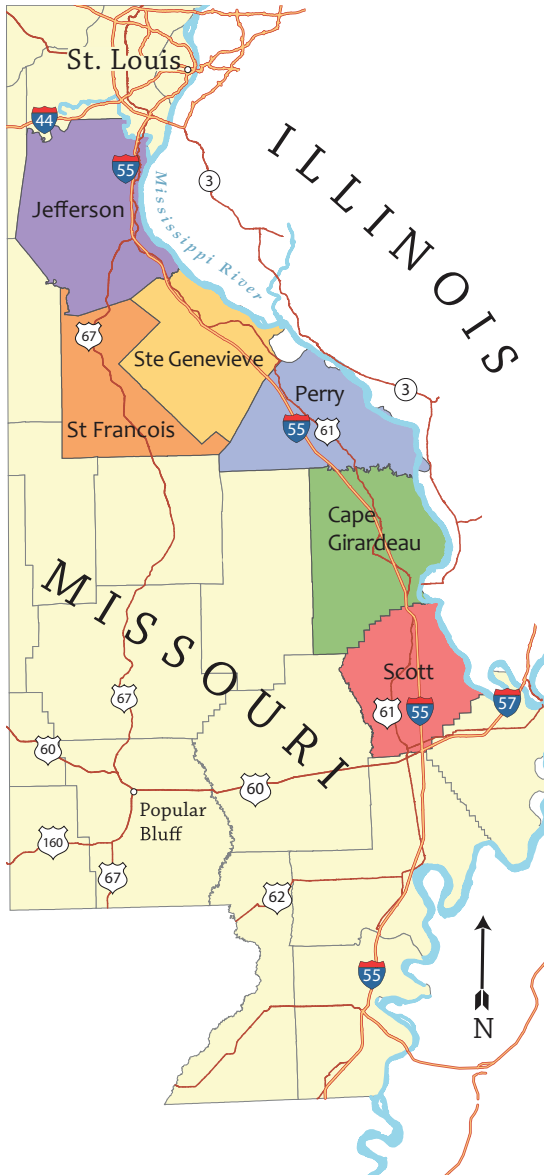 St. Louis
44
55
3
ILLINOIS
Jefferson
Mississippi River
67
Ste Genevieve
Perry
3
St Francois
55
61
Cape
Girardeau
MISSOURI
Scott
67
61
55
57
60
60
Popular
Bluff
160
67
62
55
N